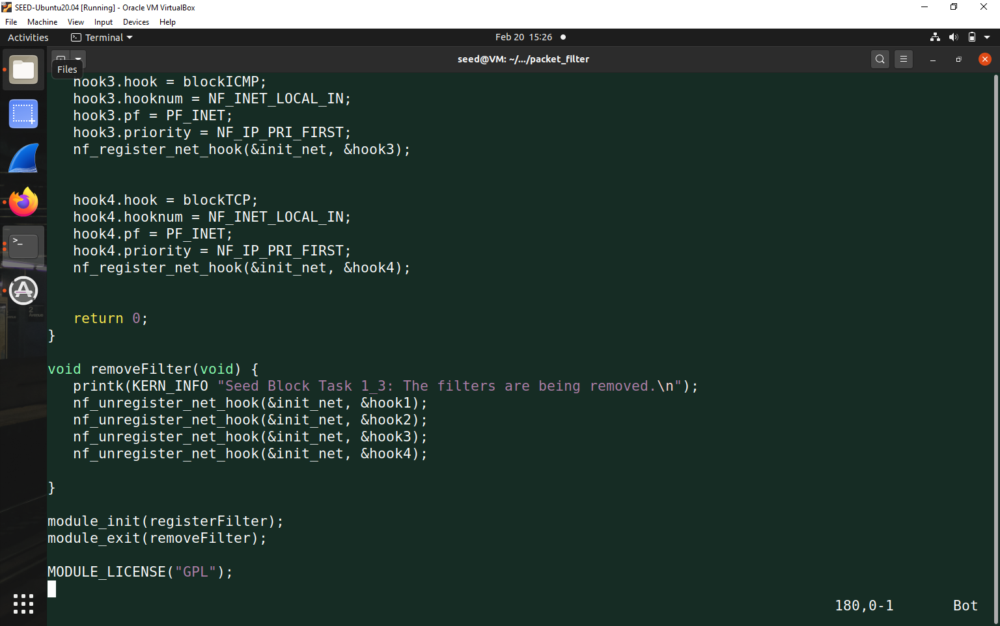 SEED-Ubuntu20.04 [Running] - Oracle VM VirtualBox
File Machine View Input Devices Help
Activities Terminal Feb 20 15:26
seed@VM: ~/.../packet_filter
Files
hook3.hook = blockICMP;
hook3.hooknum = NF_INET_LOCAL_IN;
hook3.pf = PF_INET;
hook3.priority = NF_IP_PRI_FIRST;
nf_register_net_hook(&init_net, &hook3);
hook4.hook = blockTCP;
hook4.hooknum = NF_INET_LOCAL_IN;
hook4.pf = PF_INET;
hook4.priority = NF_IP_PRI_FIRST;
nf_register_net_hook(&init_net, &hook4);
return 0;
}
void removeFilter(void) {
printk(KERN_INFO "Seed Block Task 1_3: The filters are being removed.\n");
nf_unregister_net_hook(&init_net, &hook1);
nf_unregister_net_hook(&init_net, &hook2);
nf_unregister_net_hook(&init_net, &hook3);
nf_unregister_net_hook(&init_net, &hook4);
}
module_init(registerFilter);
module_exit(removeFilter);
MODULE_LICENSE("GPL");
180,0-1 Bot